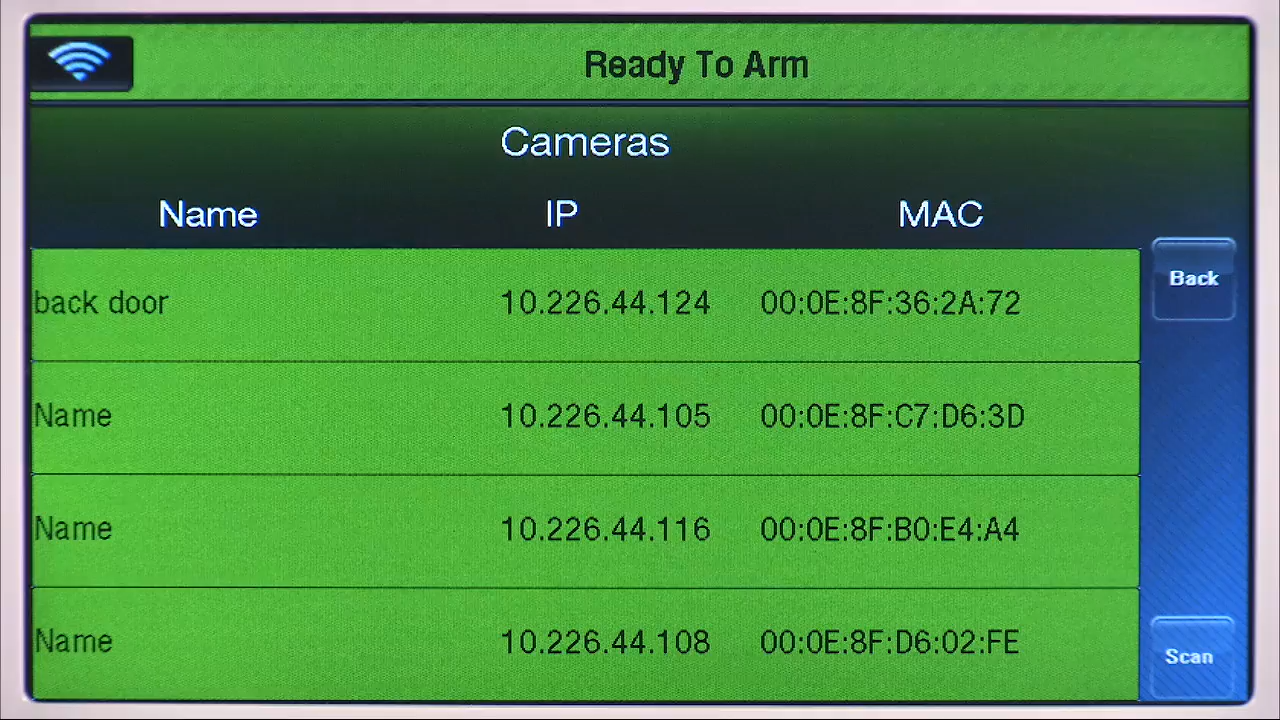 Ready To Arm
Cameras
Name IP MAC
back door 10.226.44.124 00:0E:8F:36:2A:72
Back
Name 10.226.44.105 00:0E:8F:C7:D6:3D
Name 10.226.44.116 00:0E:8F:B0:E4:A4
Name 10.226.44.108 00:0E:8F:D6:02:FE
Scan